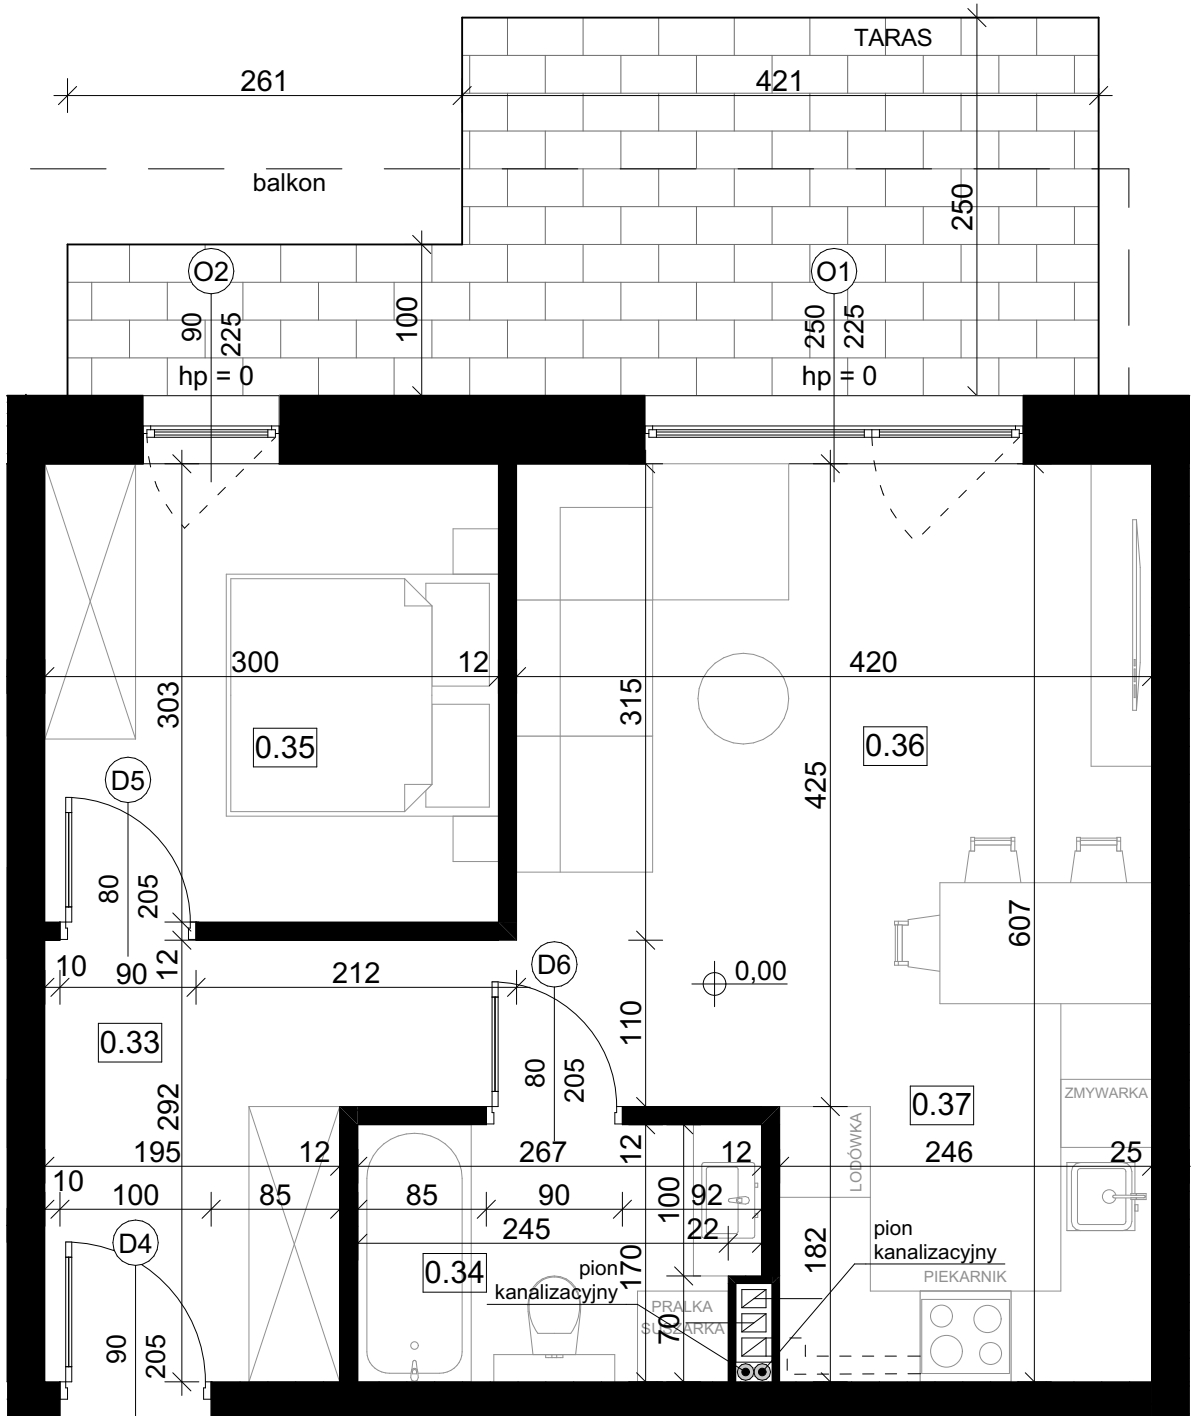 TARAS
261
421
balkon
250
O2
O1
90
225
100
250
225
hp = 0
hp = 0
300
12
420
303
315
0.35
0.36
425
D5
80
205
607
12
10
90
212
D6
0,00
110
0.33
80
205
0.37
ZMYWARKA
292
LODÓWKA
195
12
267
12
12
246
25
10
100
85
85
90
92
100
245
22
D4
0.34
170
182
pion
kanalizacyjny
pion
kanalizacyjny
PIEKARNIK
PRALKA
SUSZARKA
70
90
205